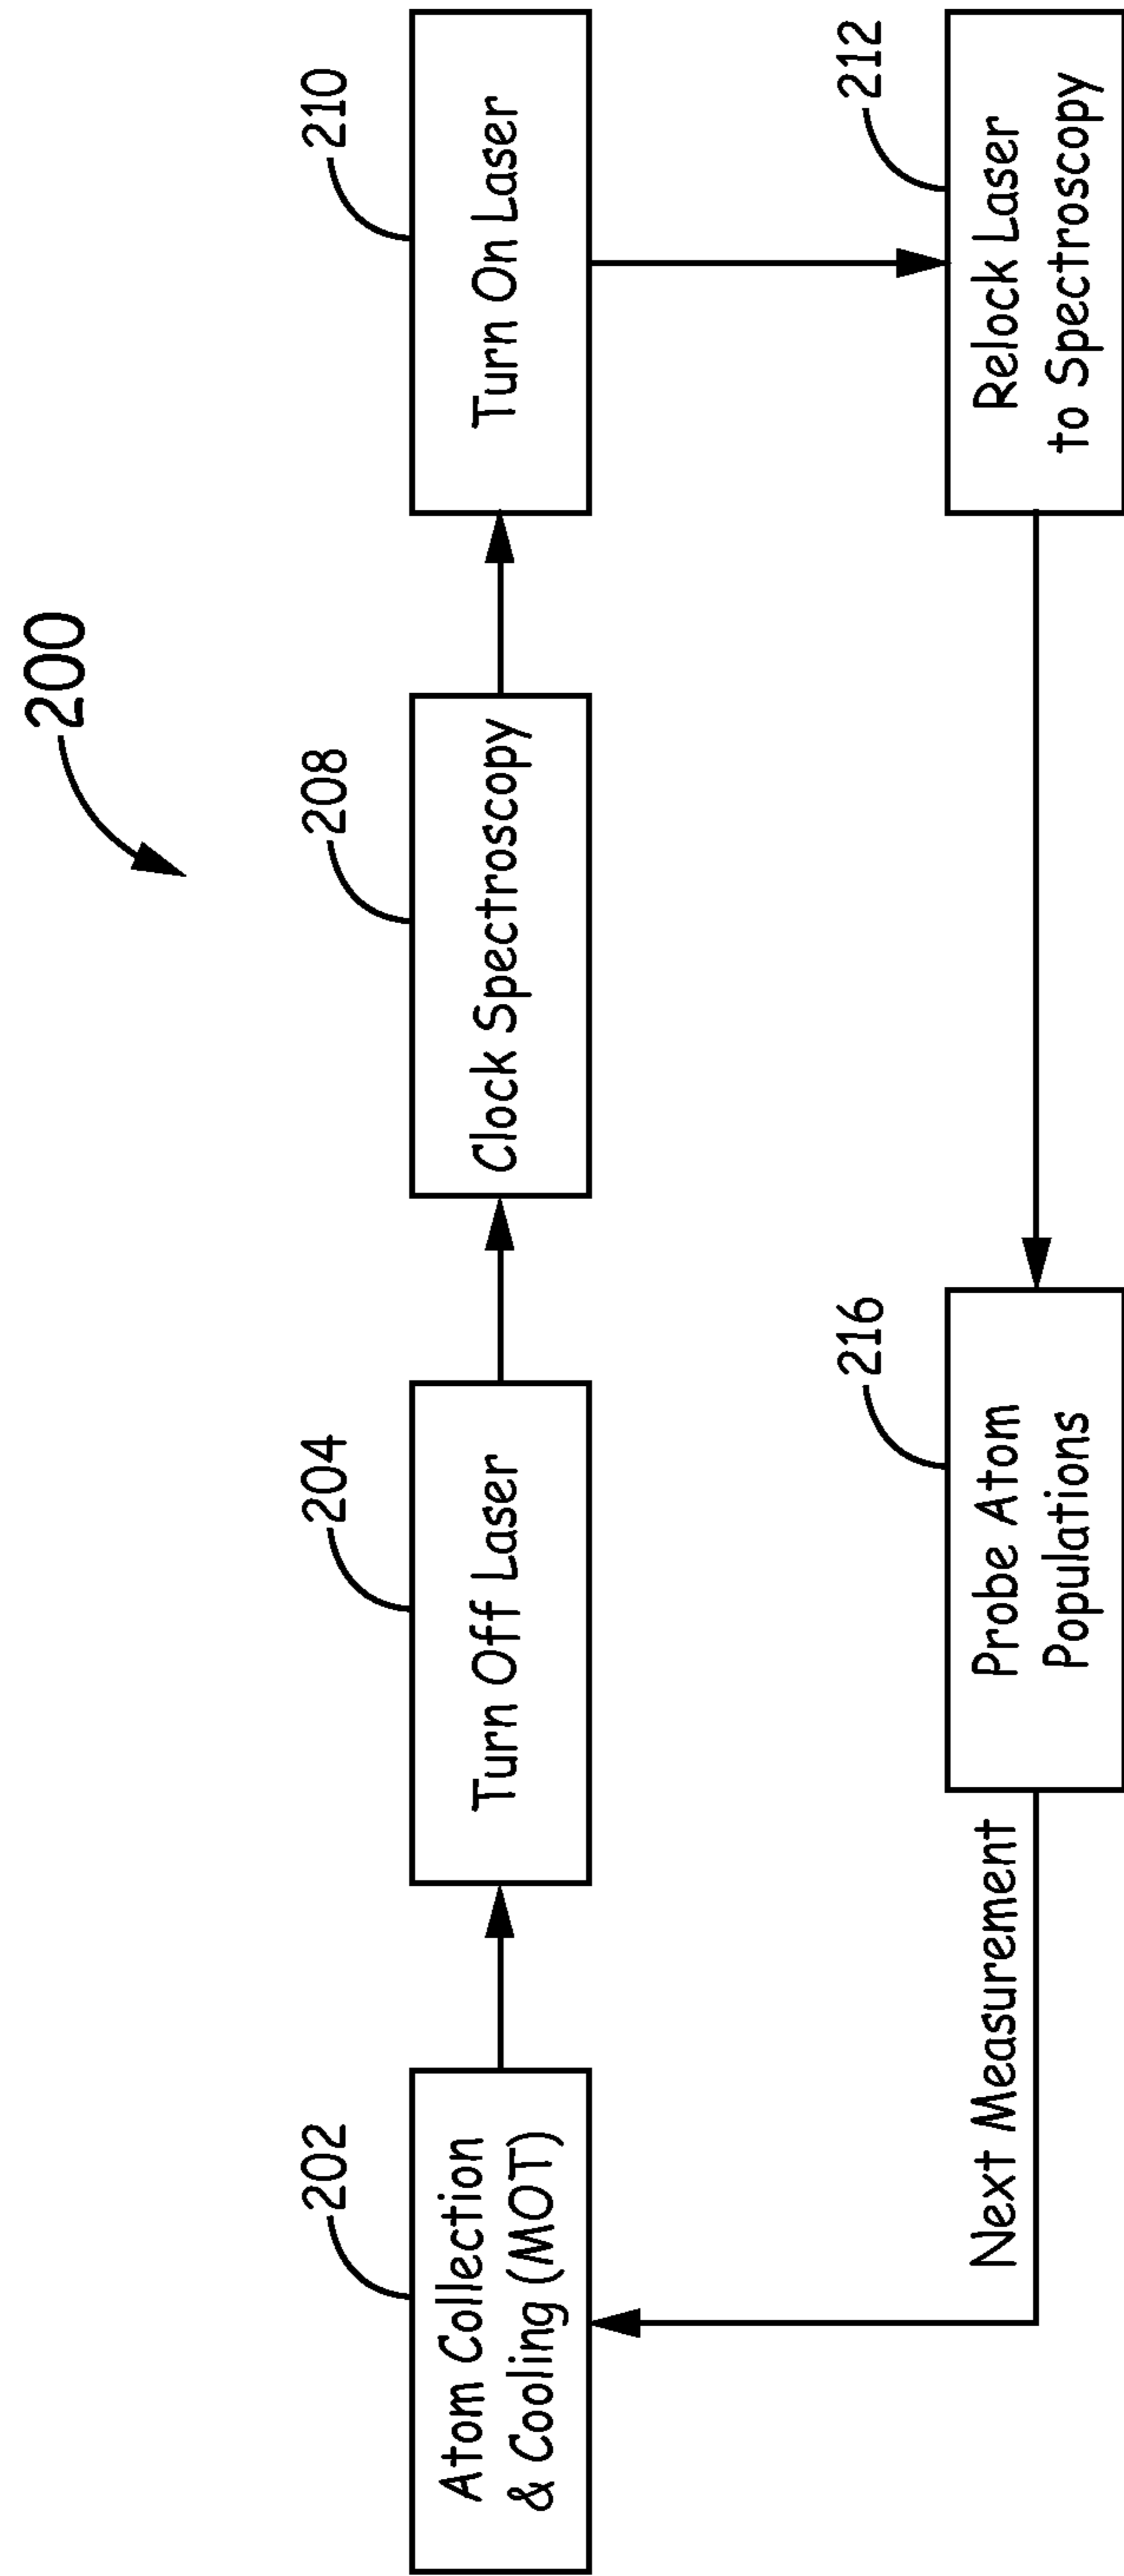 200
202
Atom Collection
& Cooling (MOT)
204
Turn Off Laser
208
Clock Spectroscopy
210
Turn On Laser
212
Relock Laser
to Spectroscopy
216
Probe Atom
Populations
Next Measurement